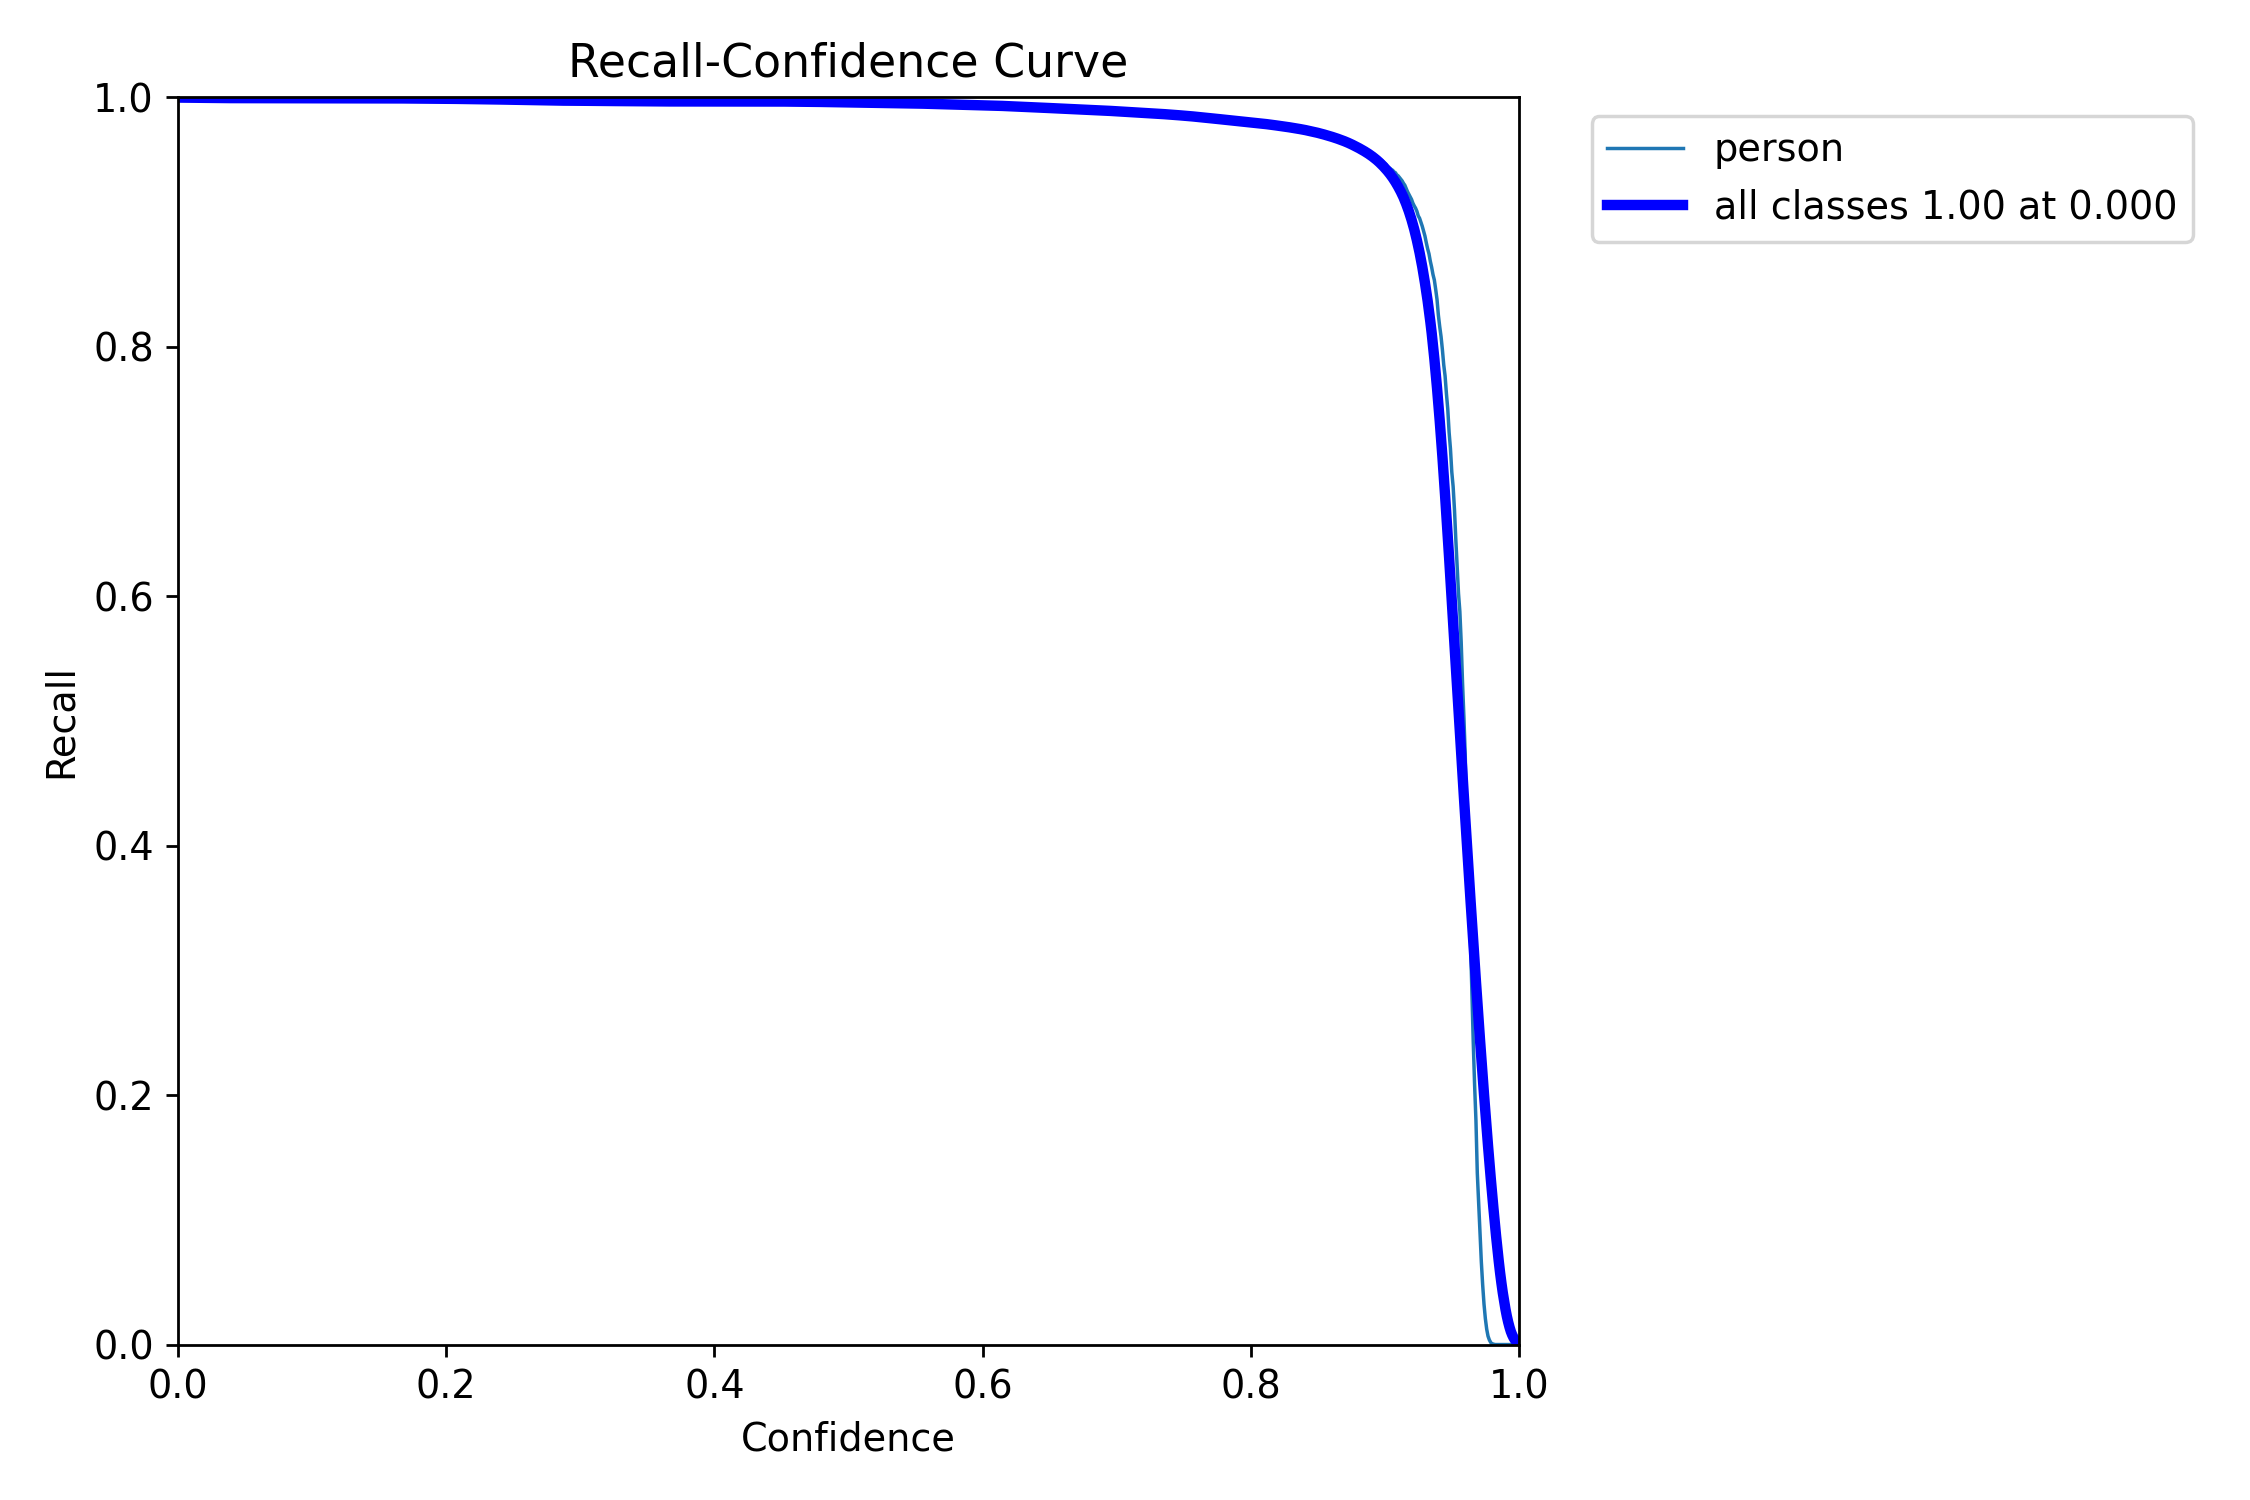 Recall-Confidence Curve
1.0
0.8
0.6
0.4
0.2
0.0
Recall
0.0 0.2 0.4 0.6 0.8 1.0
Confidence
person
all classes 1.00 at 0.000